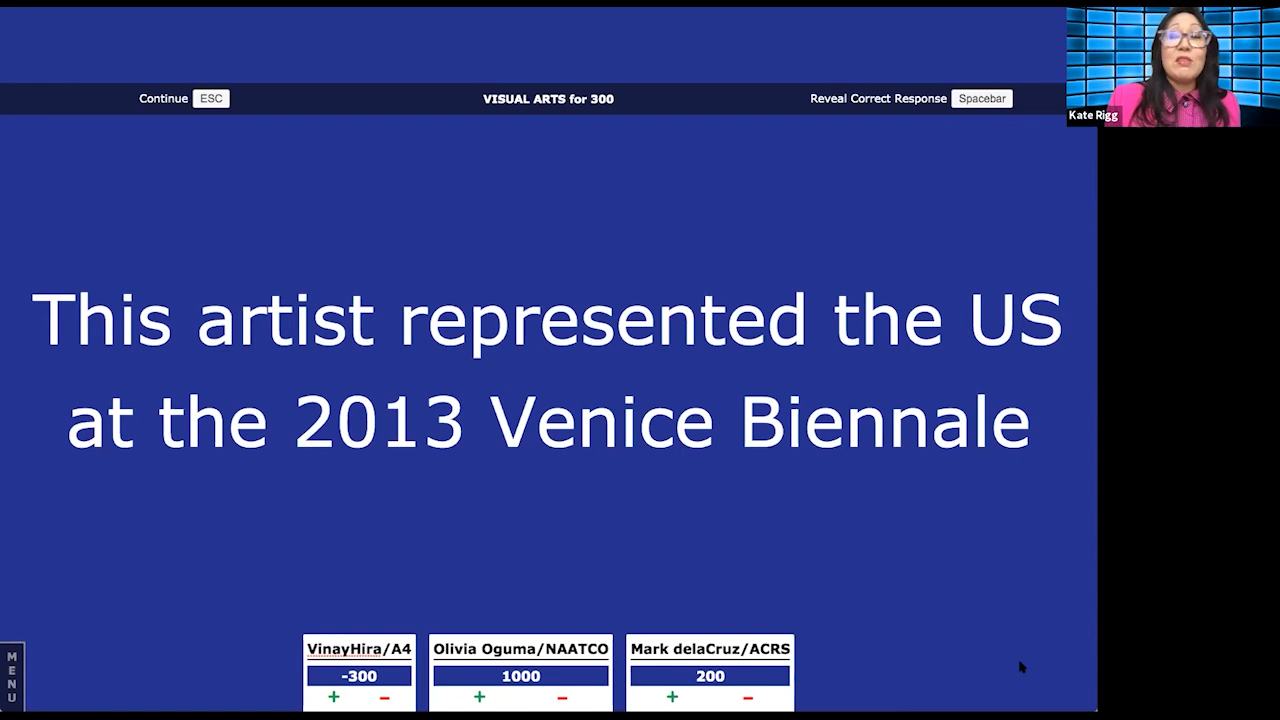 Continue ESC
VISUAL ARTS for 300
Reveal Correct Response Spacebar
Kate Rigg
This artist represented the US
at the 2013 Venice Biennale
MENU
VinayHira/A4
-300
+ −
Olivia Oguma/NAATCO
1000
+ −
Mark delaCruz/ACRS
200
+ −